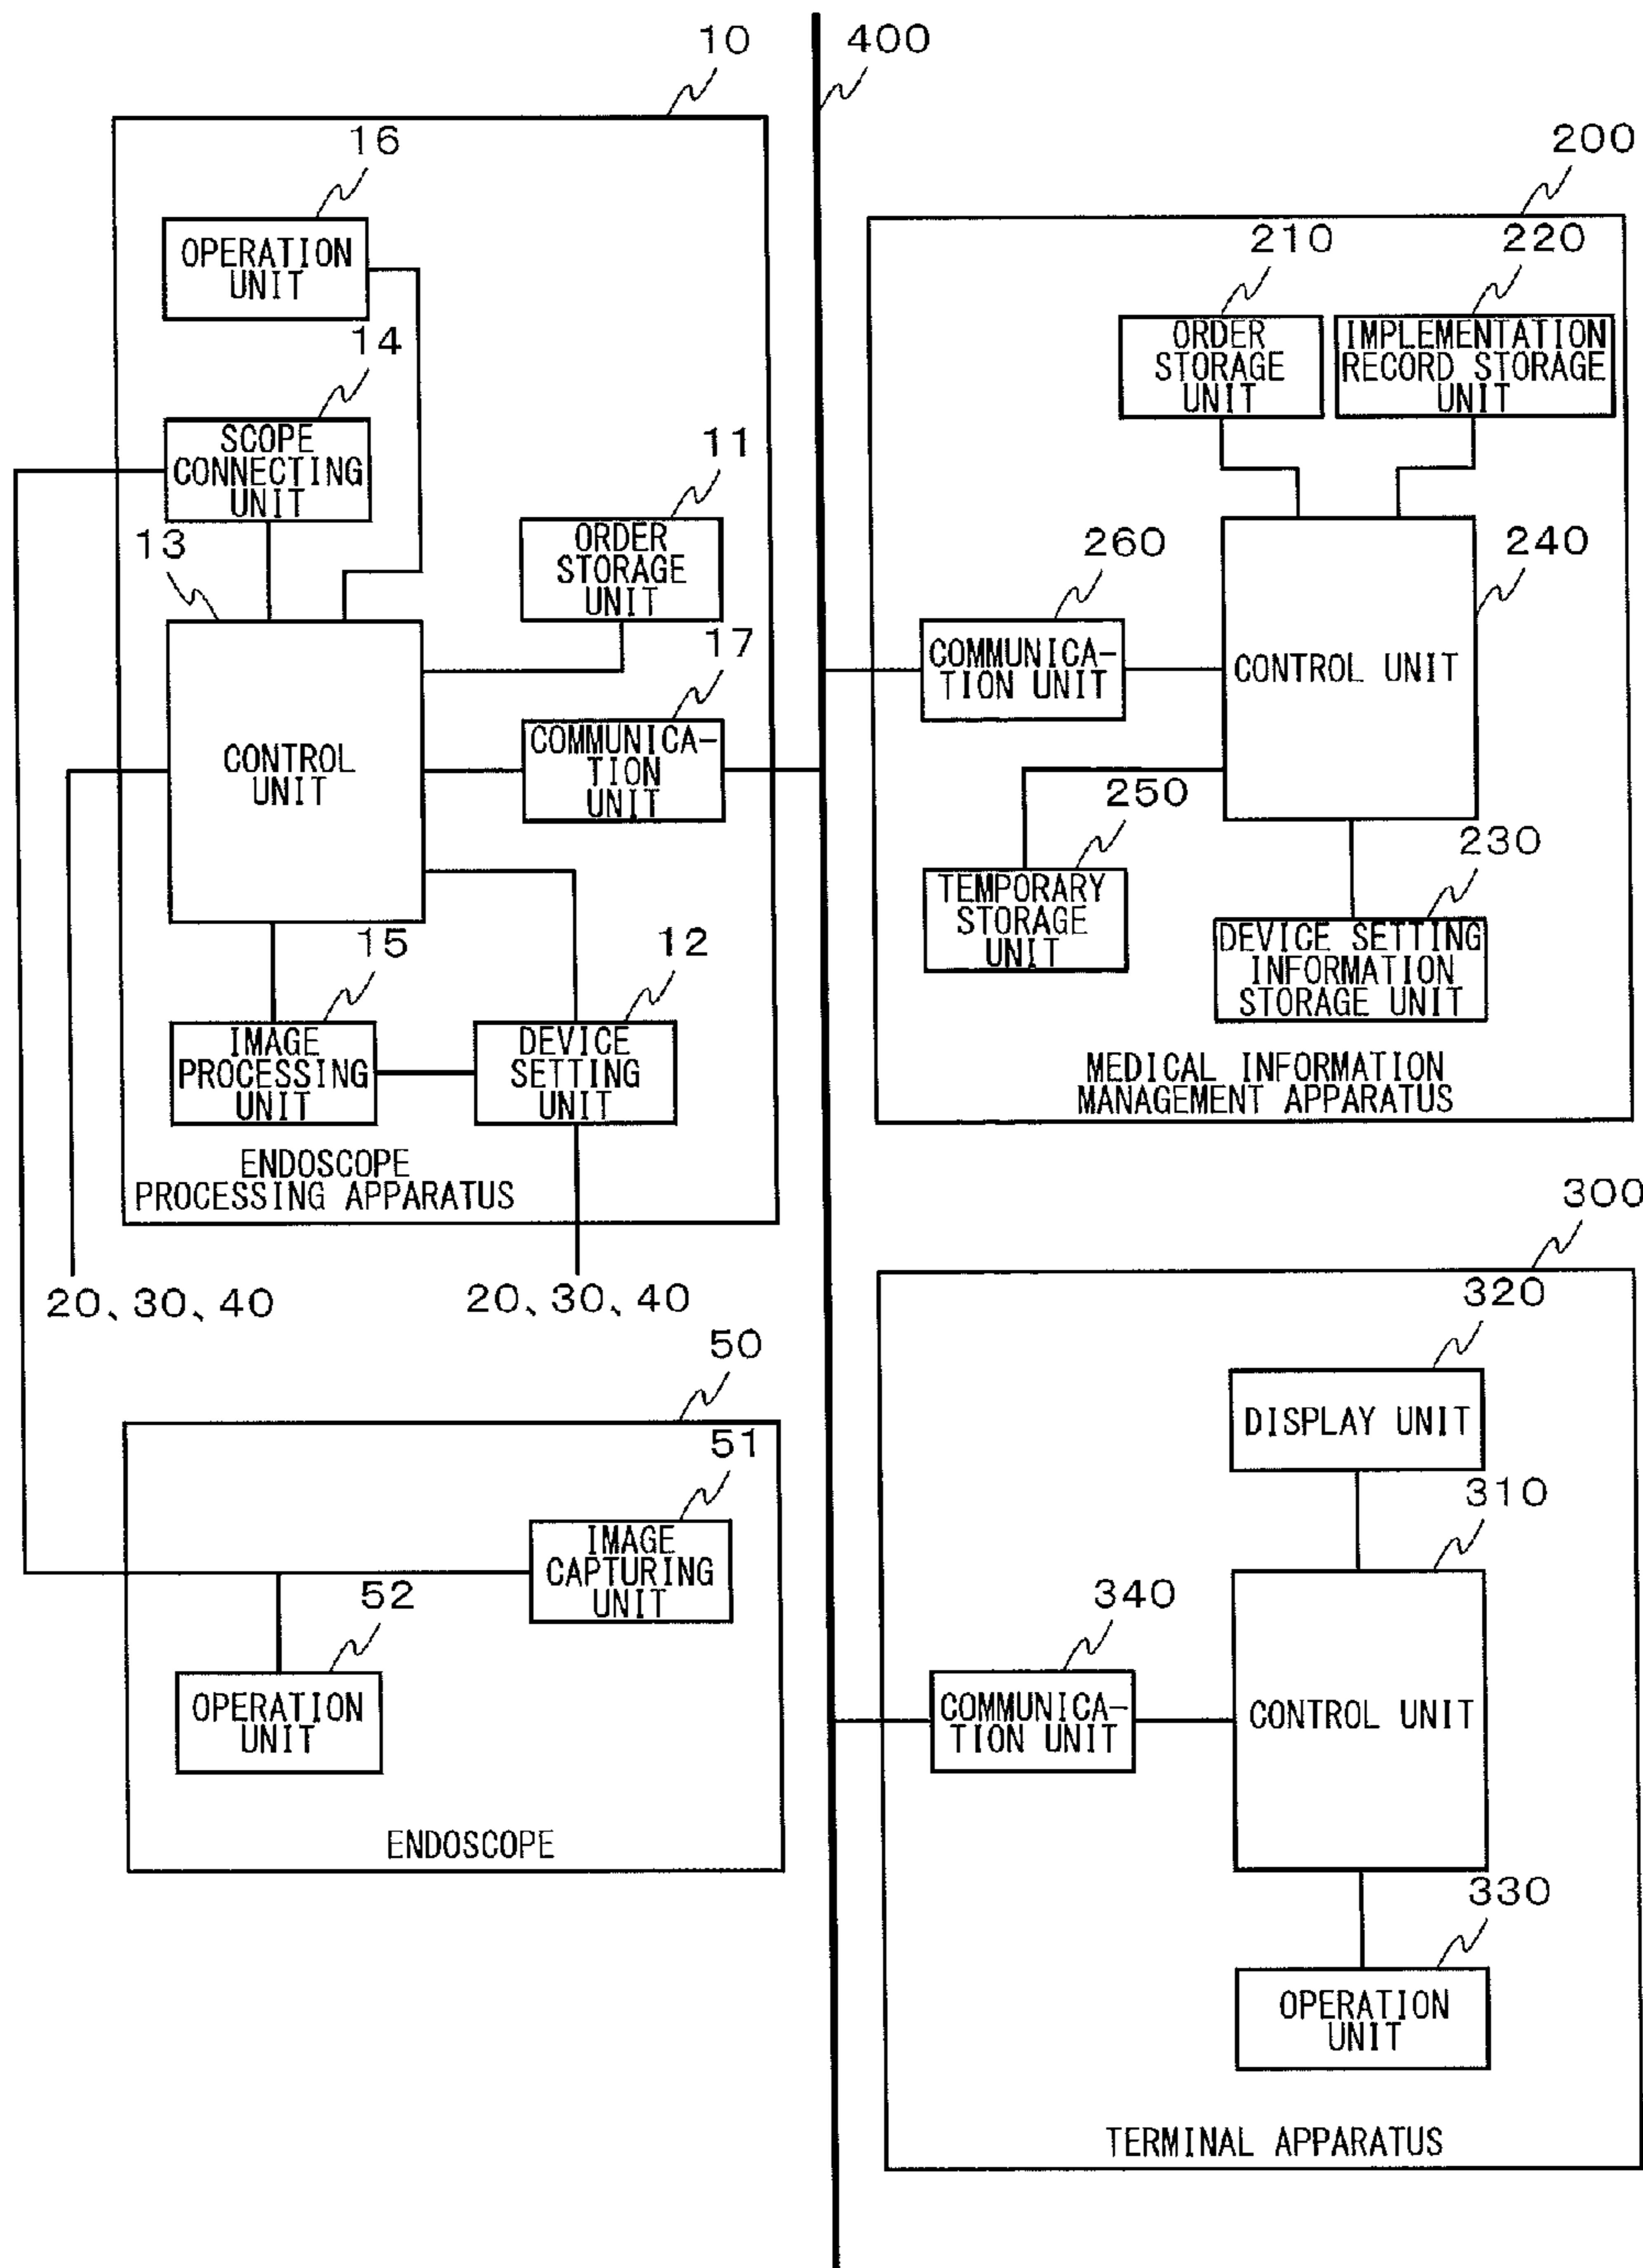 10
400
16
200
OPERATION
UNIT
210
220
14
ORDER
STORAGE
UNIT
IMPLEMENTATION
RECORD STORAGE
UNIT
SCOPE
CONNECTING
UNIT
11
13
ORDER
STORAGE
UNIT
260
240
17
COMMUNICA-
TION UNIT
CONTROL UNIT
CONTROL
UNIT
COMMUNICA-
TION
UNIT
250
230
TEMPORARY
STORAGE
UNIT
15
12
DEVICE SETTING
INFORMATION
STORAGE UNIT
IMAGE
PROCESSING
UNIT
DEVICE
SETTING
UNIT
MEDICAL INFORMATION
MANAGEMENT APPARATUS
ENDOSCOPE
PROCESSING APPARATUS
300
20、30、40
20、30、40
320
50
DISPLAY UNIT
51
310
IMAGE
CAPTURING
UNIT
52
340
OPERATION
UNIT
COMMUNICA-
TION UNIT
CONTROL UNIT
ENDOSCOPE
330
OPERATION
UNIT
TERMINAL APPARATUS